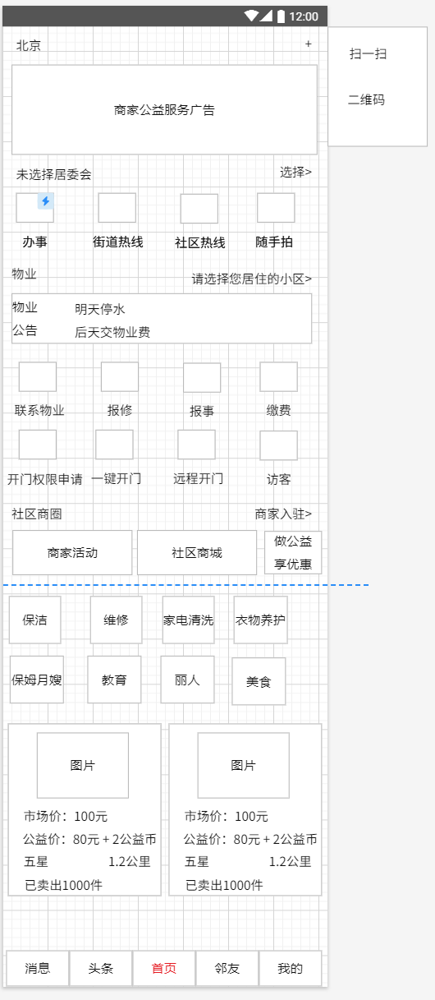 12:00
北京 +
扫一扫
二维码
商家公益服务广告
未选择居委会 选择>
办事 街道热线 社区热线 随手拍
物业 请选择您居住的小区>
物业 明天停水
公告 后天交物业费
联系物业 报修 报事 缴费
开门权限申请 一键开门 远程开门 访客
社区商圈 商家入驻>
商家活动 社区商城 做公益
享优惠
保洁 维修 家电清洗 衣物养护
保姆月嫂 教育 丽人 美食
图片 图片
市场价：100元 市场价：100元
公益价：80元 + 2公益币 公益价：80元 + 2公益币
五星 1.2公里 五星 1.2公里
已卖出1000件 已卖出1000件
消息 头条 首页 邻友 我的